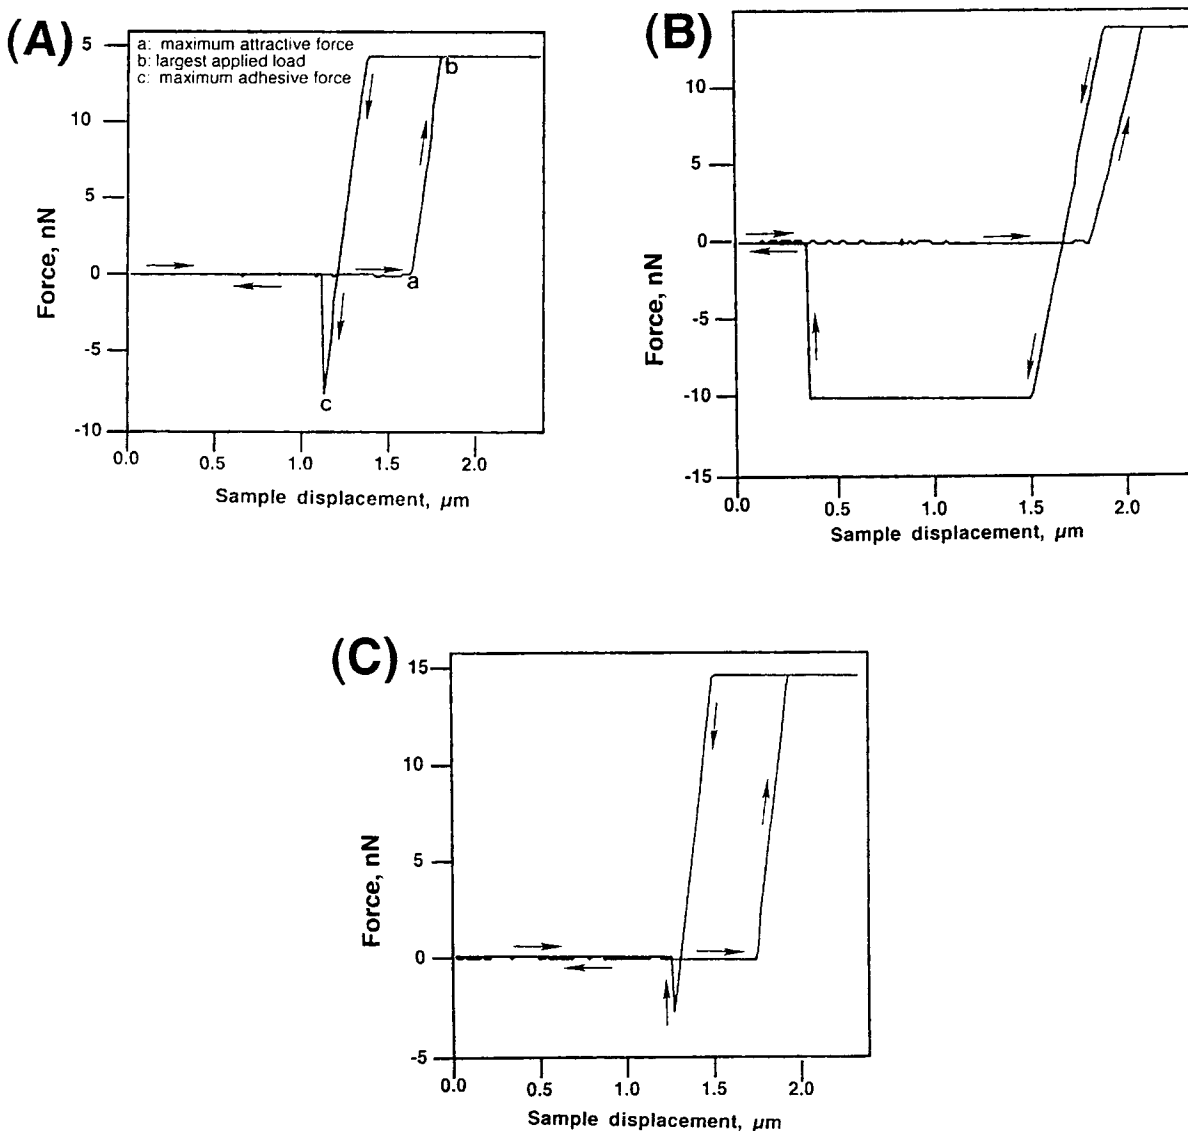 (A)
a: maximum attractive force
b: largest applied load
c: maximum adhesive force
5
10
5
0
-5
-10
Force, nN
a
b
c
0.0 0.5 1.0 1.5 2.0
Sample displacement, µm
(B)
10
5
0
-5
-10
-15
Force, nN
0.0 0.5 1.0 1.5 2.0
Sample displacement, µm
(C)
15
10
5
0
-5
Force, nN
0.0 0.5 1.0 1.5 2.0
Sample displacement, µm